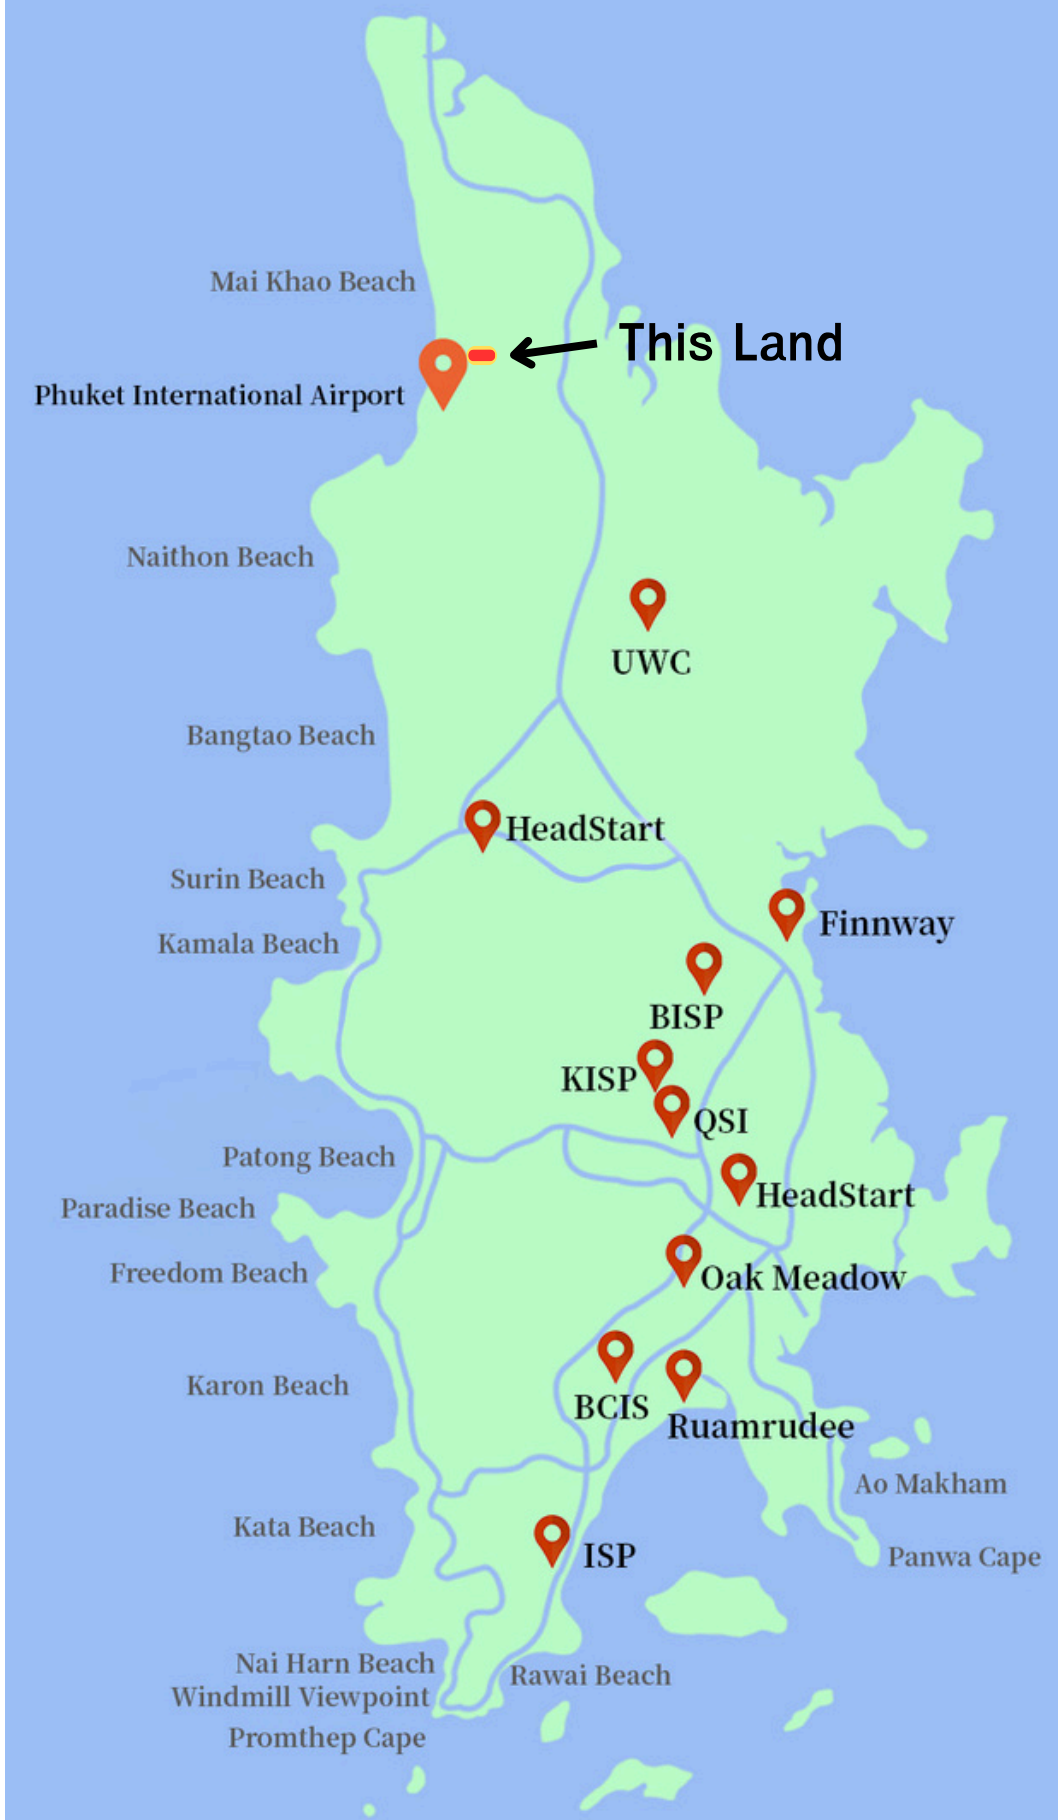 Mai Khao Beach
This Land
Phuket International Airport
Naithon Beach
UWC
Bangtao Beach
HeadStart
Surin Beach
Finnway
Kamala Beach
BISP
KISP
QSI
Patong Beach
HeadStart
Paradise Beach
Freedom Beach
Oak Meadow
Karon Beach
BCIS
Ruamrudee
Ao Makham
Kata Beach
ISP
Panwa Cape
Nai Harn Beach
Rawai Beach
Windmill Viewpoint
Promthep Cape